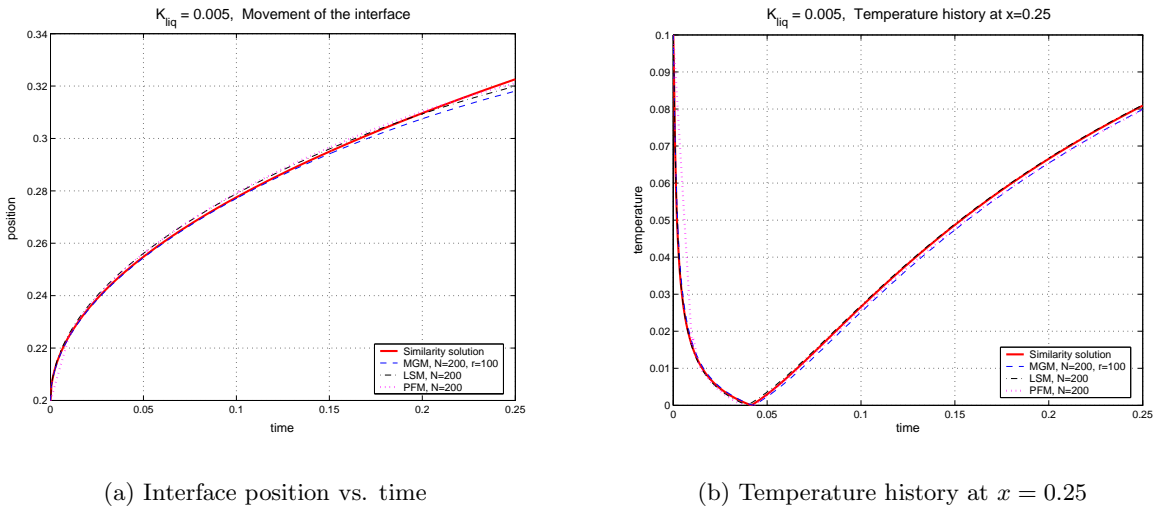 K_liq = 0.005, Movement of the interface
0.34
0.32
0.3
0.28
0.26
0.24
0.22
0.2
position
0
0.05
0.1
0.15
0.2
0.25
time
Similarity solution
MGM, N=200, r=100
LSM, N=200
PFM, N=200
(a) Interface position vs. time
K_liq = 0.005, Temperature history at x=0.25
0.1
0.09
0.08
0.07
0.06
0.05
0.04
0.03
0.02
0.01
0
temperature
0
0.05
0.1
0.15
0.2
0.25
time
Similarity solution
MGM, N=200, r=100
LSM, N=200
PFM, N=200
(b) Temperature history at x = 0.25